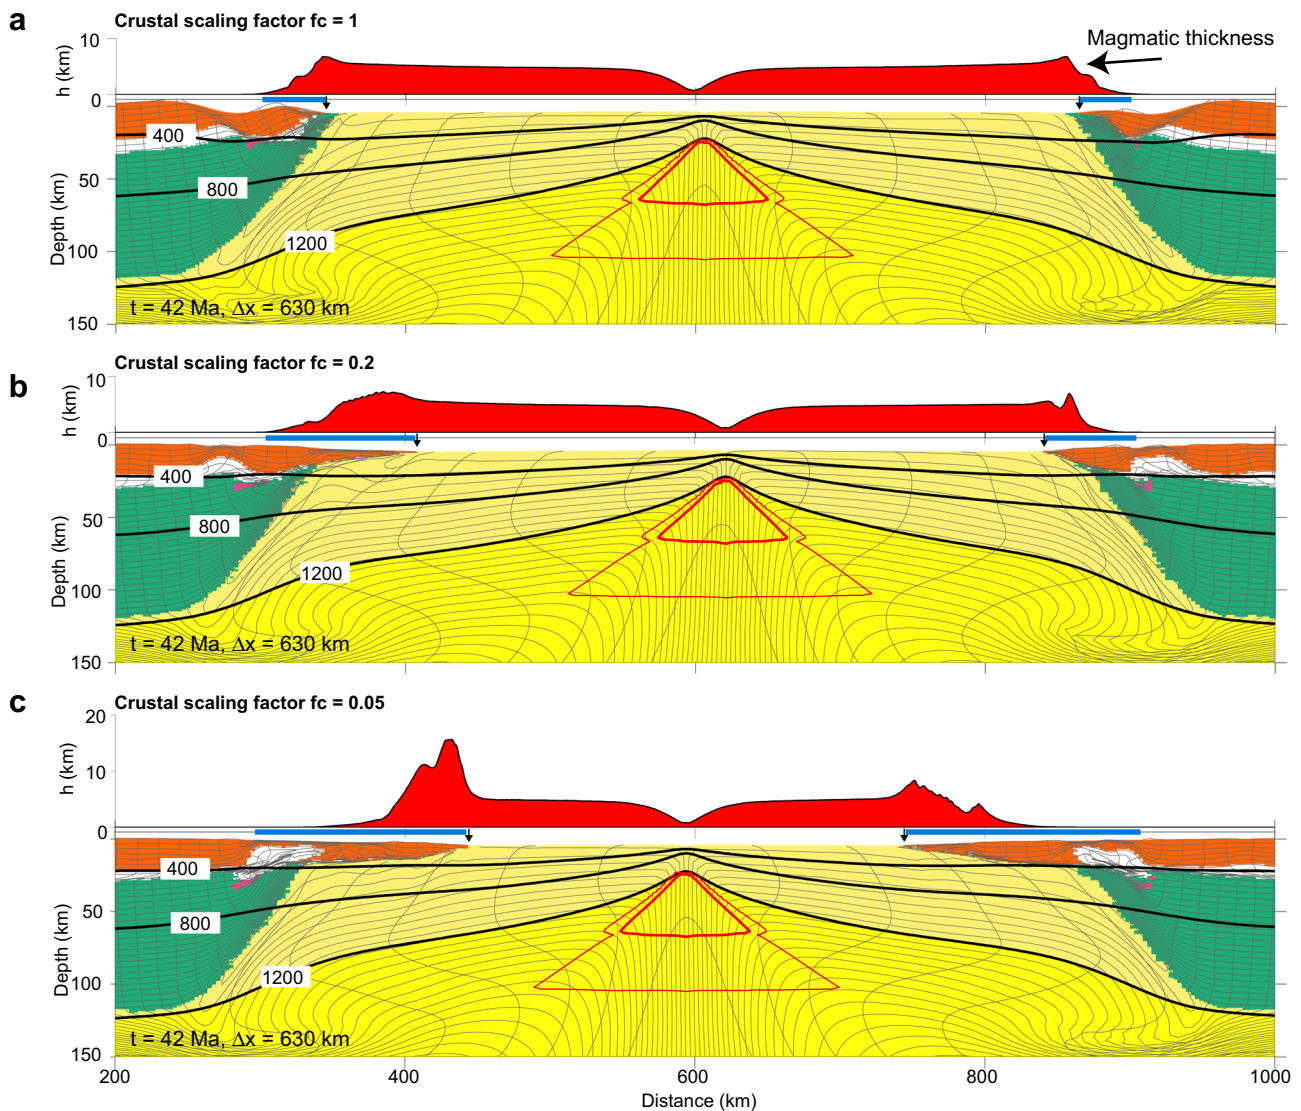 a
Crustal scaling factor fc = 1
Magmatic thickness
10
h (km)
0
0
400
50
800
Depth (km)
1200
100
t = 42 Ma, Δx = 630 km
150
b
Crustal scaling factor fc = 0.2
10
h (km)
0
400
50
800
Depth (km)
1200
100
t = 42 Ma, Δx = 630 km
150
c
Crustal scaling factor fc = 0.05
20
h (km)
10
0
400
50
800
Depth (km)
1200
100
t = 42 Ma, Δx = 630 km
150
200 400 600 800 1000
Distance (km)